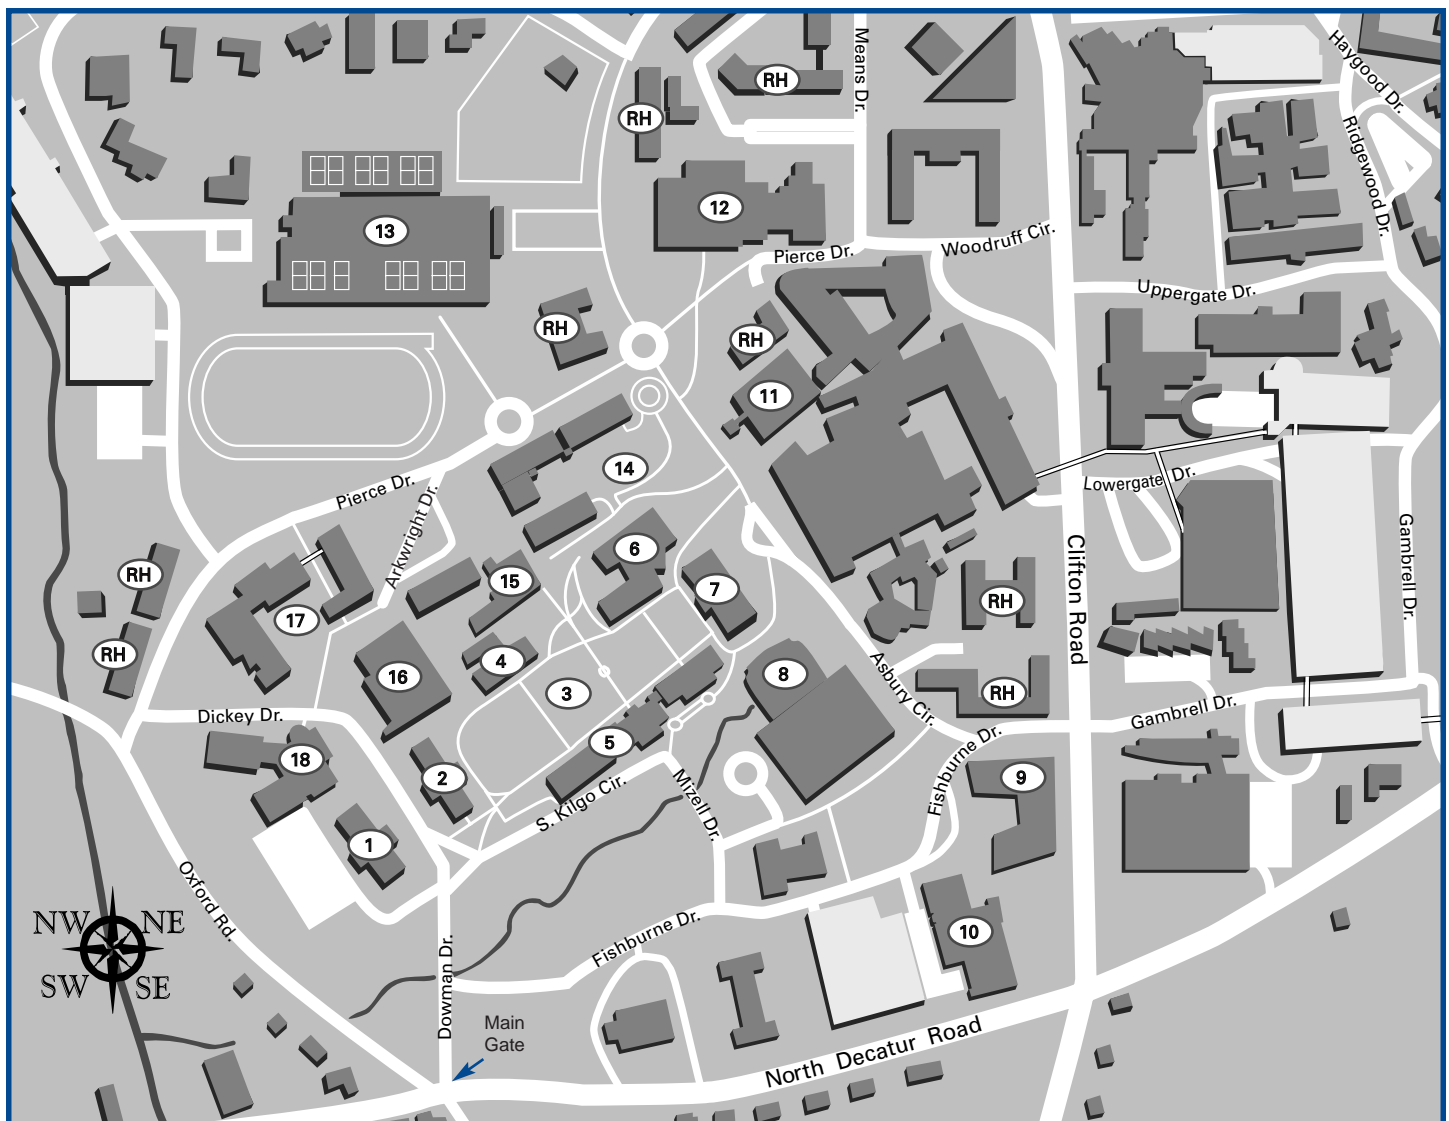 Means Dr.
Haygood Dr.
RH
RH
Ridgewood Dr.
12
13
Pierce Dr.
Woodruff Cir.
Uppergate Dr.
RH
RH
11
14
Pierce Dr.
Lowergate Dr.
Arkwright Dr.
Gambrell Dr.
Clifton Road
6
15
7
RH
RH
17
RH
4
16
3
8
Asbury Cir.
RH
Dickey Dr.
Gambrell Dr.
18
5
2
9
Fishburne Dr.
S. Kilgo Cir.
Mizell Dr.
1
Oxford Rd.
10
Fishburne Dr.
NW
NE
SW
SE
Dowman Dr.
Main
Gate
North Decatur Road